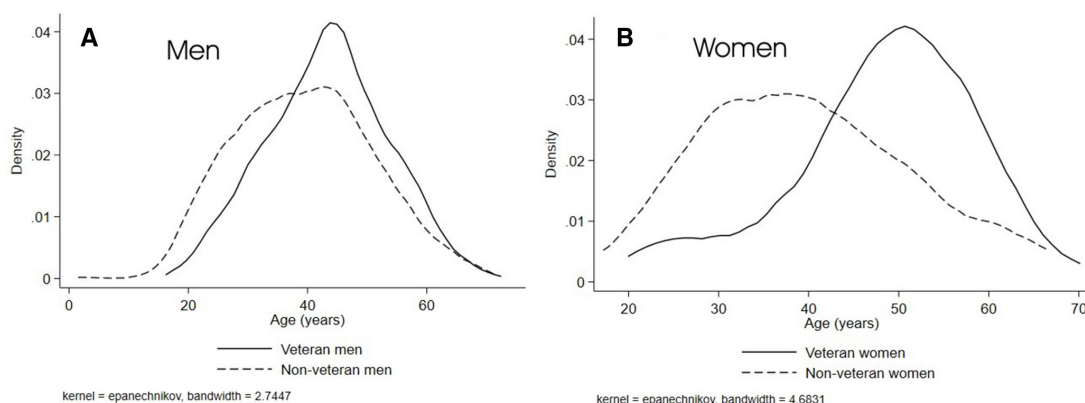 A
Men
.04
.03
.02
.01
0
Density
0 20 40 60
Age (years)
Veteran men
Non-veteran men
kernel = epanechnikov, bandwidth = 2.7447
B
Women
.04
.03
.02
.01
0
Density
20 30 40 50 60 70
Age (years)
Veteran women
Non-veteran women
kernel = epanechnikov, bandwidth = 4.6831